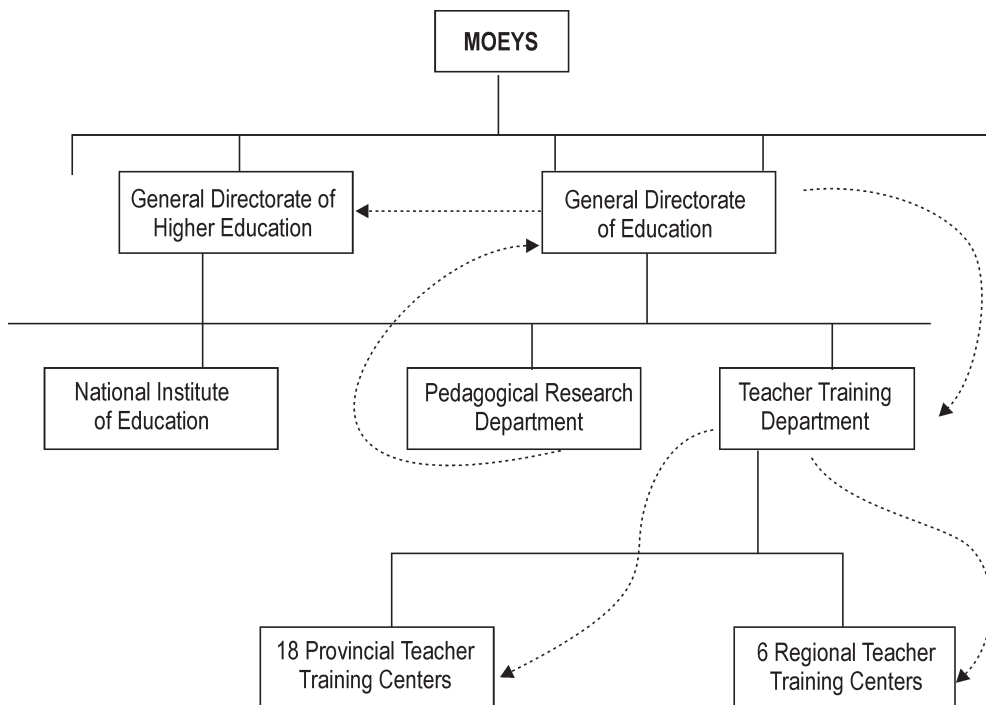 MOEYS
General Directorate of
Higher Education
General Directorate
of Education
National Institute
of Education
Pedagogical Research
Department
Teacher Training
Department
18 Provincial Teacher
Training Centers
6 Regional Teacher
Training Centers